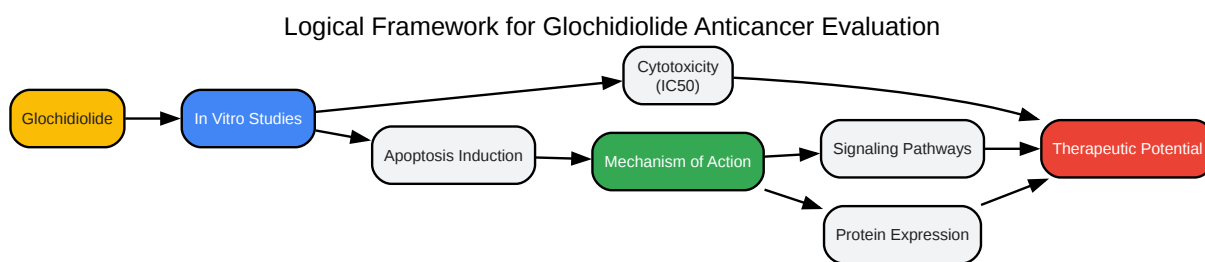 Logical Framework for Glochidiolide Anticancer Evaluation
Glochidiolide
In Vitro Studies
Cytotoxicity
(IC50)
Apoptosis Induction
Mechanism of Action
Signaling Pathways
Protein Expression
Therapeutic Potential